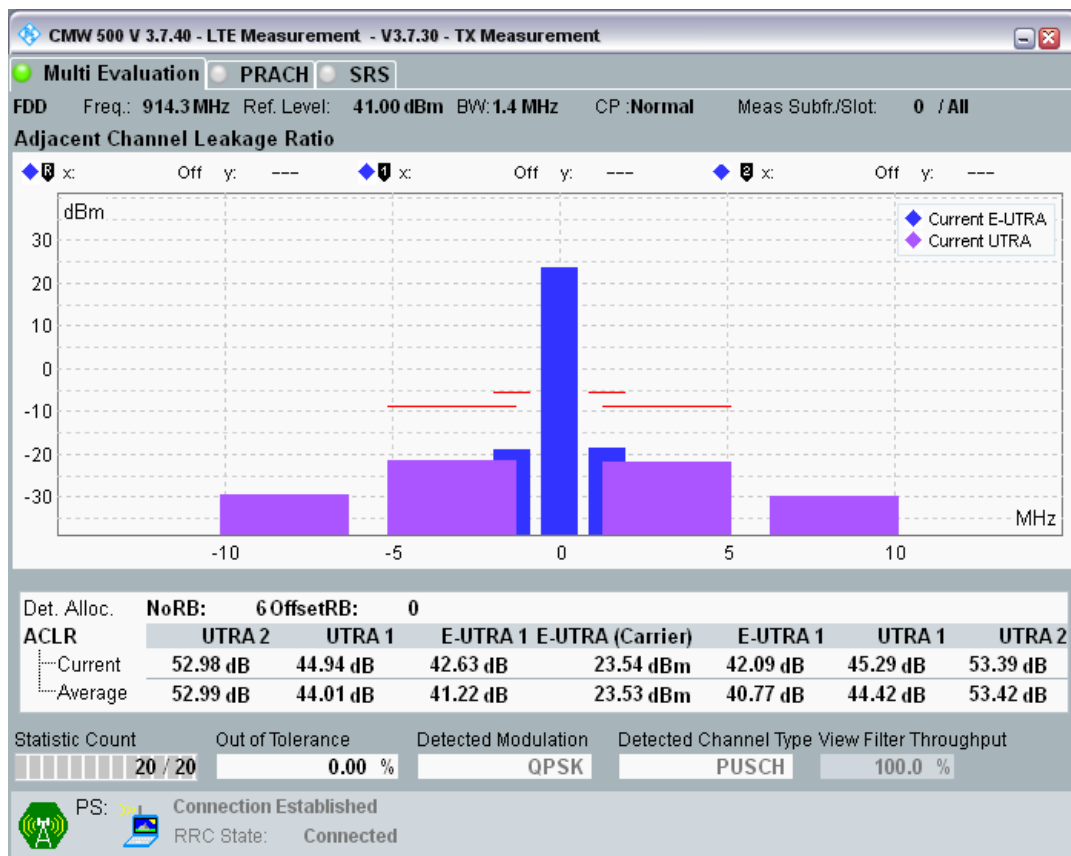 CMW 500 V 3.7.40 - LTE Measurement - V3.7.30 - TX Measurement
Multi Evaluation PRACH SRS
FDD Freq.: 914.3 MHz Ref. Level: 41.00 dBm BW: 1.4 MHz CP :Normal Meas Subfr./Slot: 0 / All
Adjacent Channel Leakage Ratio
R x: Off y: --- 1 x: Off y: --- 2 x: Off y: ---
dBm
Current E-UTRA
Current UTRA
30
20
10
0
-10
-20
-30
MHz
-10 -5 0 5 10
Det. Alloc. NoRB: 6 OffsetRB: 0
ACLR UTRA 2 UTRA 1 E-UTRA 1 E-UTRA (Carrier) E-UTRA 1 UTRA 1 UTRA 2
Current 52.98 dB 44.94 dB 42.63 dB 23.54 dBm 42.09 dB 45.29 dB 53.39 dB
Average 52.99 dB 44.01 dB 41.22 dB 23.53 dBm 40.77 dB 44.42 dB 53.42 dB
Statistic Count Out of Tolerance Detected Modulation Detected Channel Type View Filter Throughput
20 / 20 0.00 % QPSK PUSCH 100.0 %
PS: Connection Established
RRC State: Connected